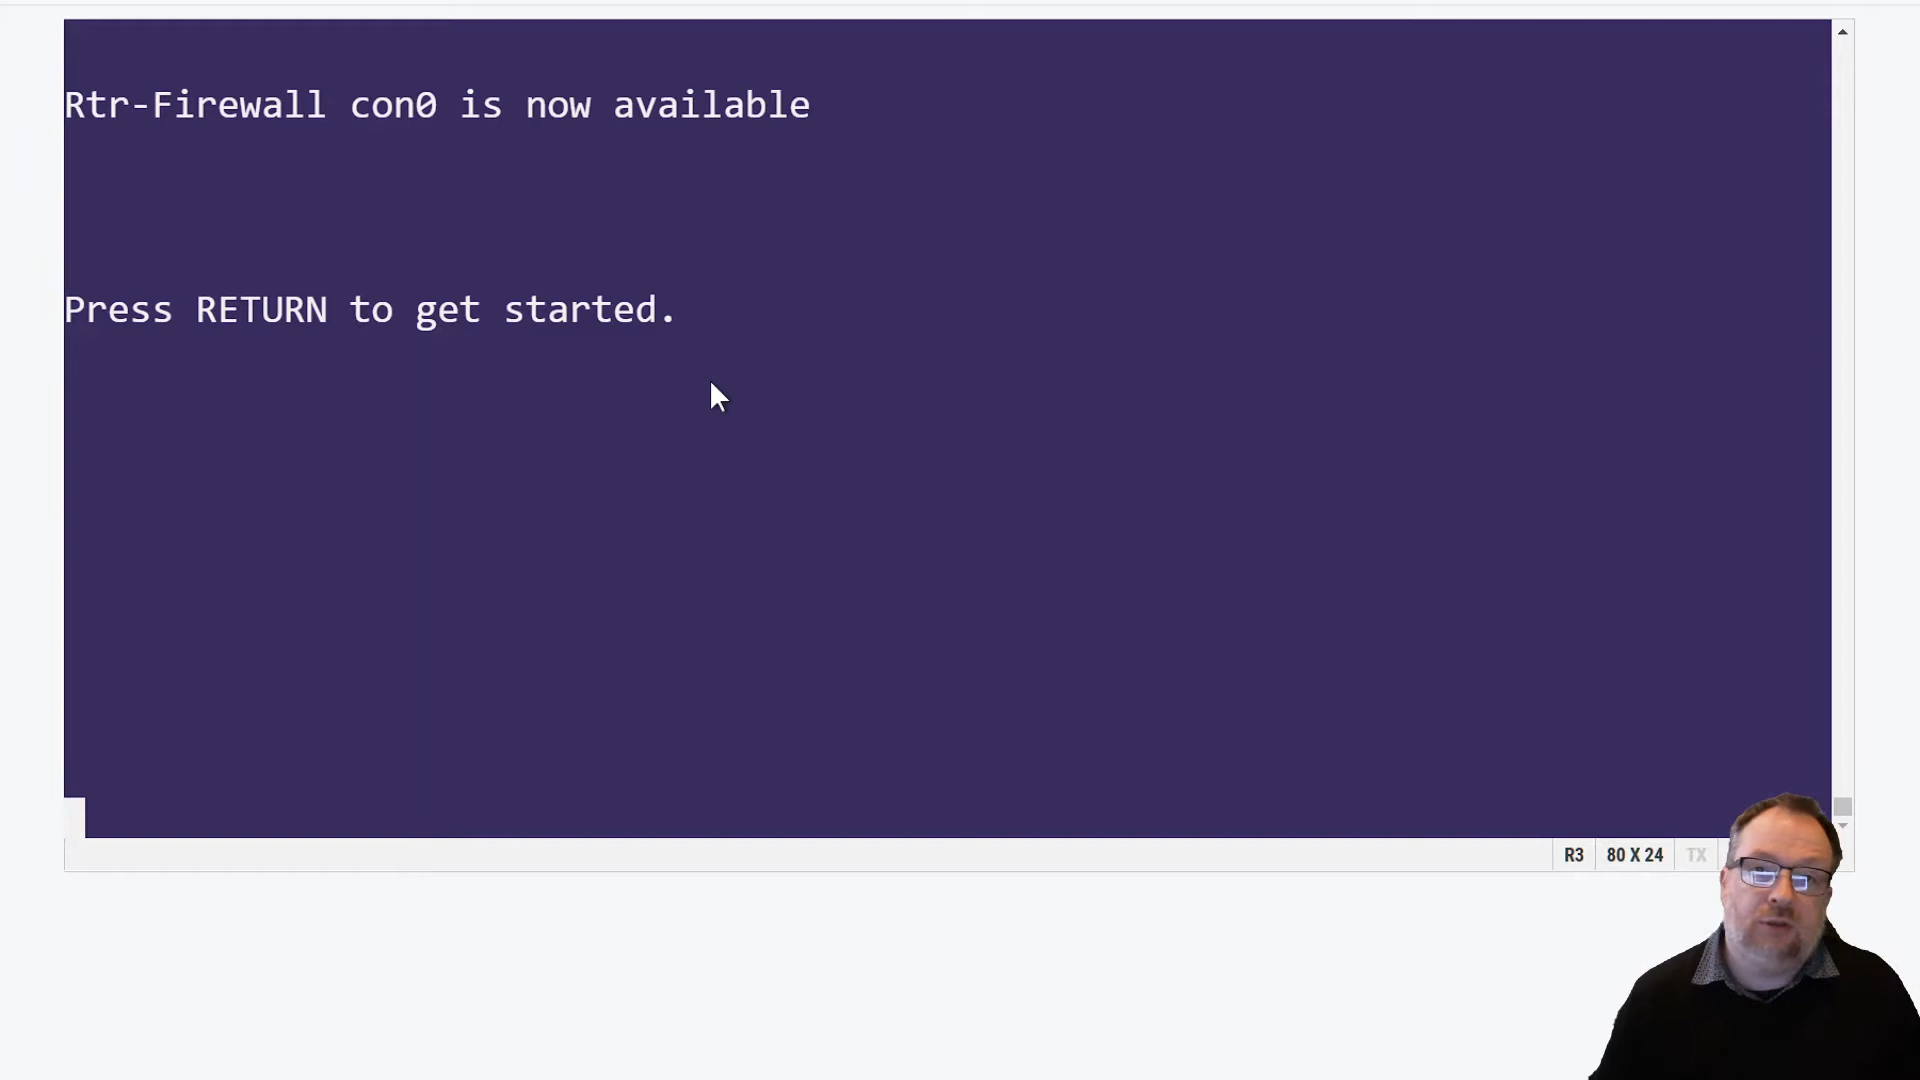 Rtr-Firewall con0 is now available
Press RETURN to get started.
R3 80 X 24 TX